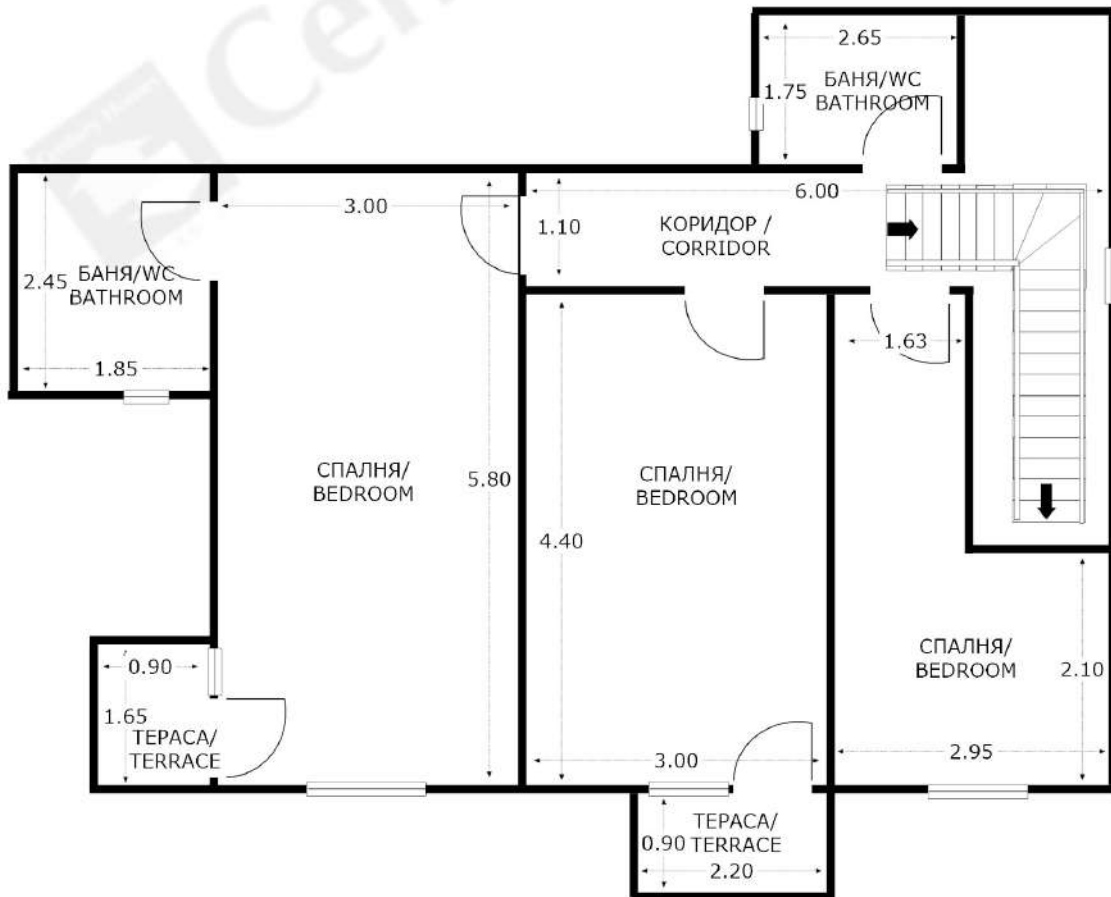 Cen
2.65
БАНЯ/WC
BATHROOM
1.75
3.00
6.00
1.10
КОРИДОР /
CORRIDOR
БАНЯ/WC
BATHROOM
2.45
1.85
1.63
СПАЛНЯ/
BEDROOM
5.80
СПАЛНЯ/
BEDROOM
4.40
СПАЛНЯ/
BEDROOM
2.10
0.90
1.65
ТЕРАСА/
TERRACE
3.00
2.95
ТЕРАСА/
TERRACE
0.90
2.20